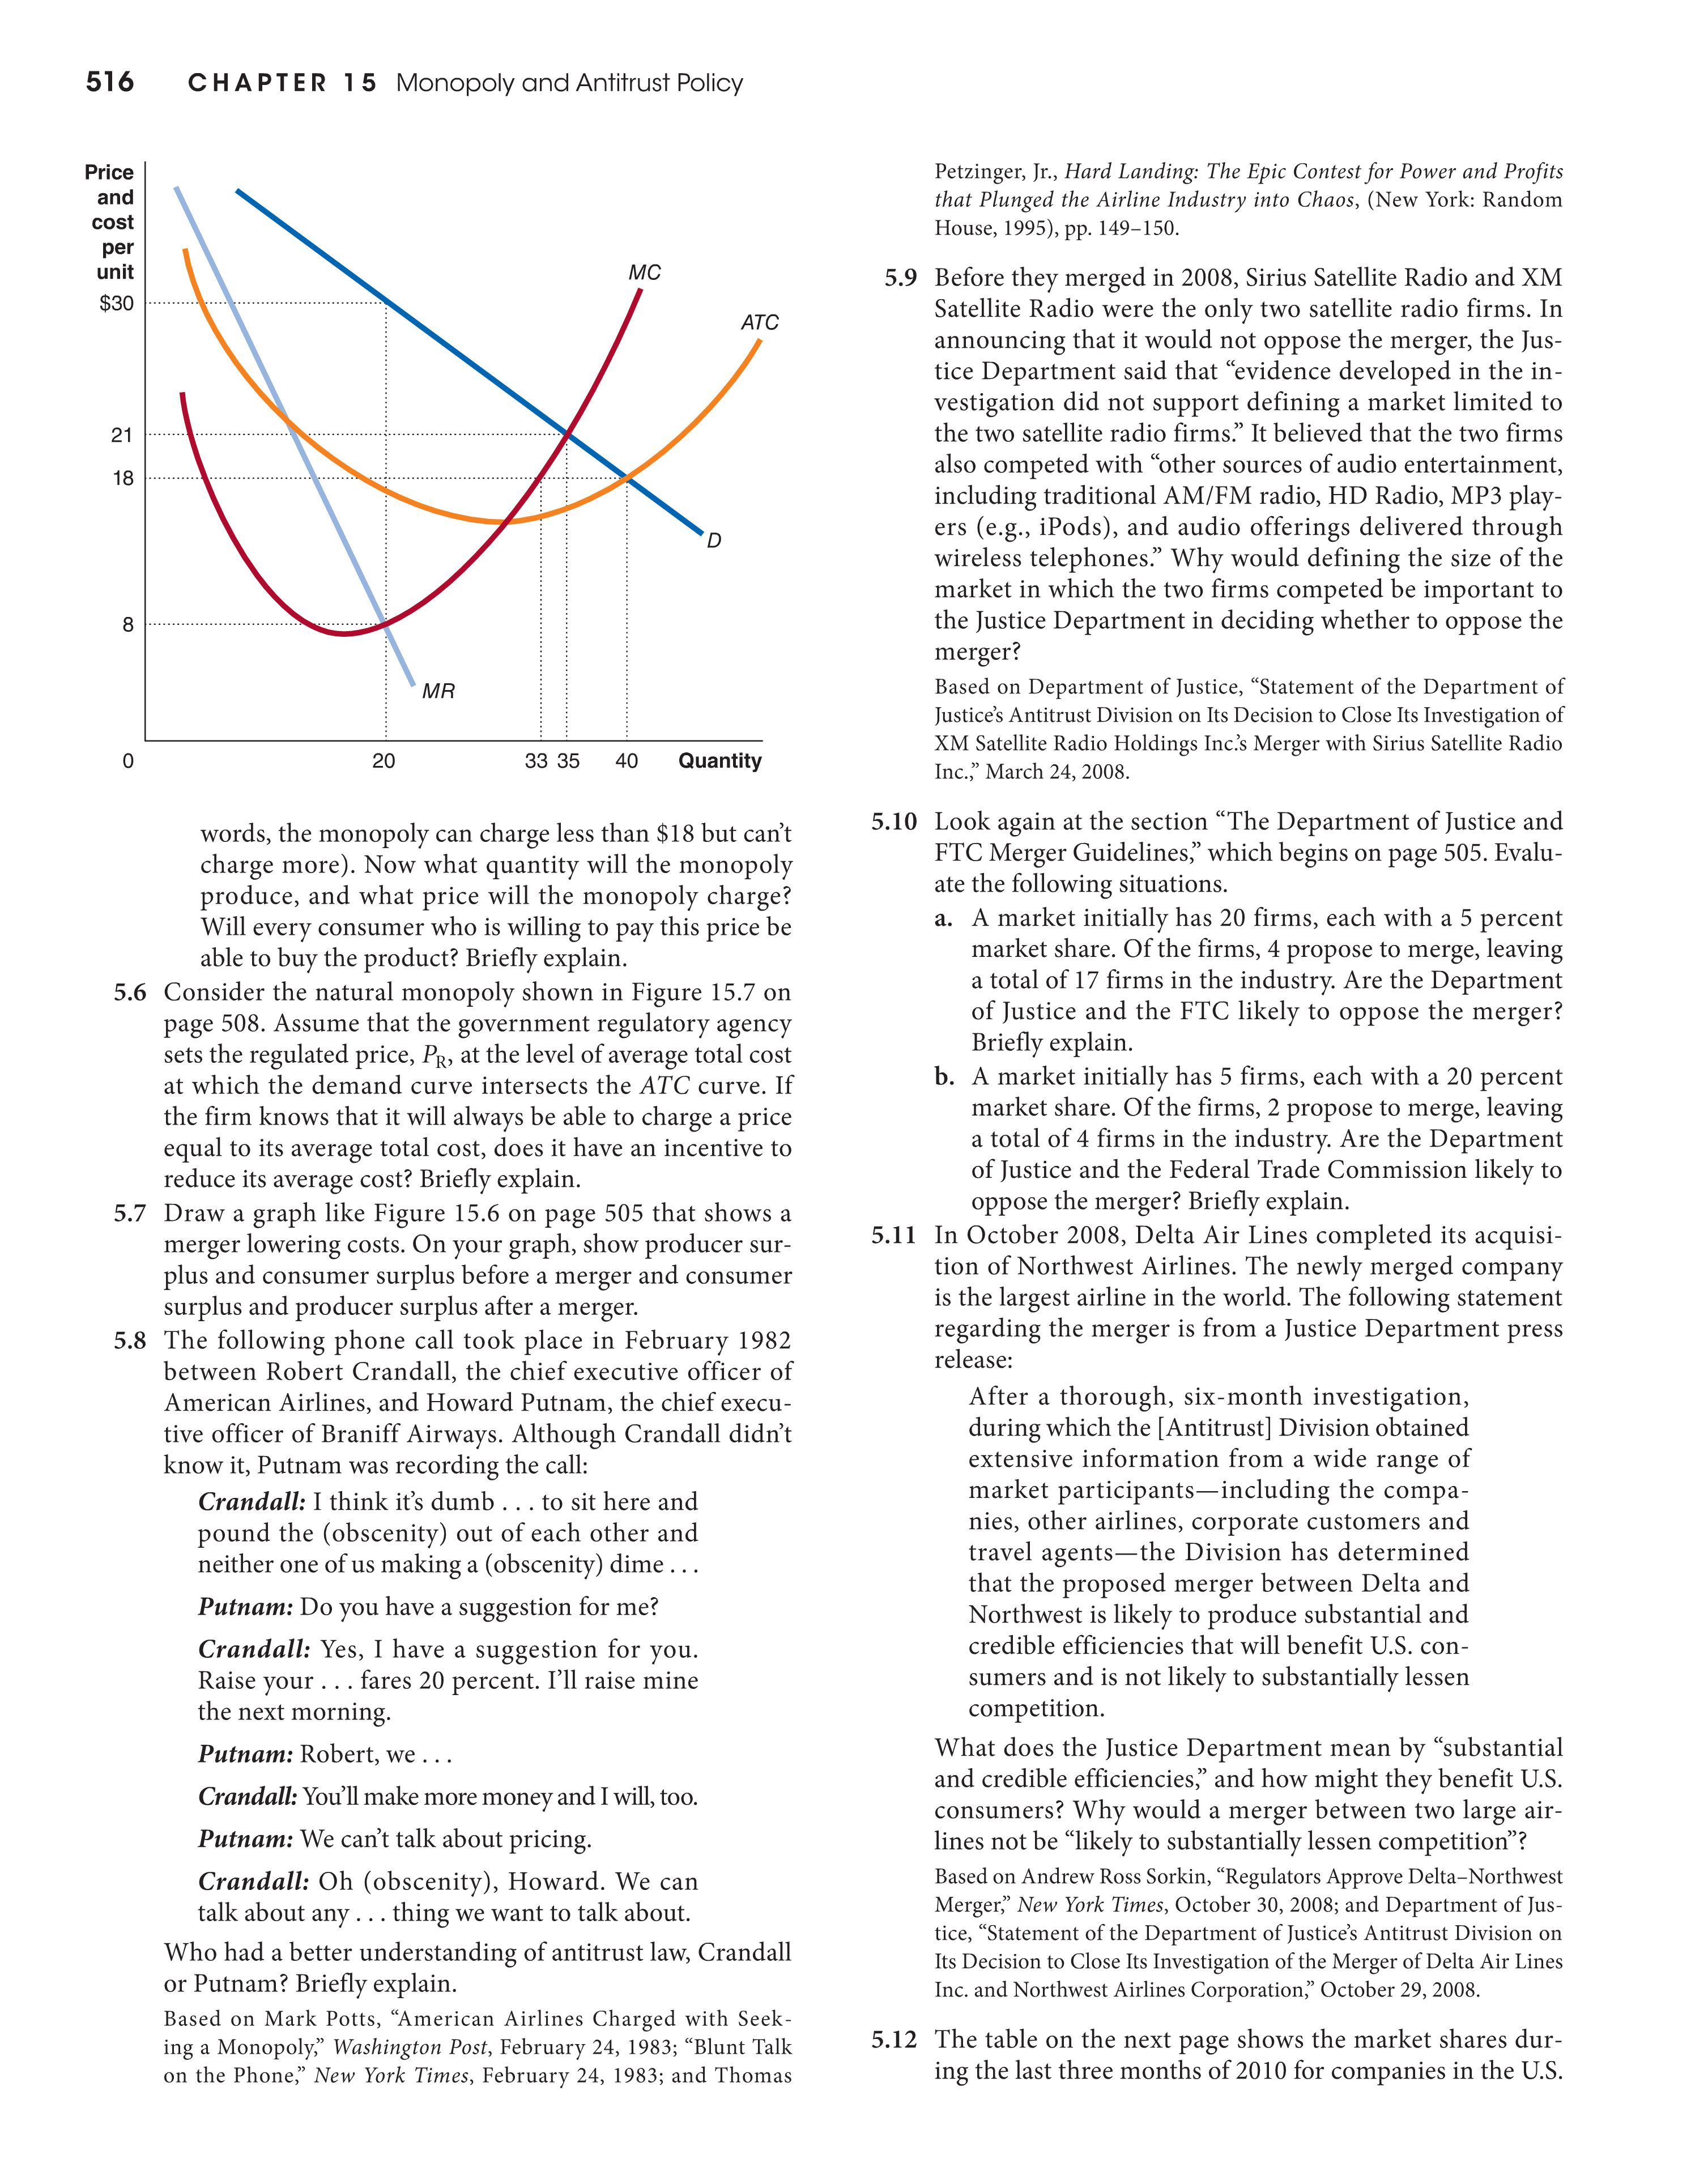 516 CHAPTER 15 Monopoly and Antitrust Policy
Price
and
cost
per
unit
$30
21
18
8
0
20
33 35
40
Quantity
MC
ATC
D
MR
words, the monopoly can charge less than $18 but can’t
charge more). Now what quantity will the monopoly
produce, and what price will the monopoly charge?
Will every consumer who is willing to pay this price be
able to buy the product? Briefly explain.
5.6 Consider the natural monopoly shown in Figure 15.7 on
page 508. Assume that the government regulatory agency
sets the regulated price, PR, at the level of average total cost
at which the demand curve intersects the ATC curve. If
the firm knows that it will always be able to charge a price
equal to its average total cost, does it have an incentive to
reduce its average cost? Briefly explain.
5.7 Draw a graph like Figure 15.6 on page 505 that shows a
merger lowering costs. On your graph, show producer sur-
plus and consumer surplus before a merger and consumer
surplus and producer surplus after a merger.
5.8 The following phone call took place in February 1982
between Robert Crandall, the chief executive officer of
American Airlines, and Howard Putnam, the chief execu-
tive officer of Braniff Airways. Although Crandall didn’t
know it, Putnam was recording the call:
Crandall: I think it’s dumb . . . to sit here and
pound the (obscenity) out of each other and
neither one of us making a (obscenity) dime . . .
Putnam: Do you have a suggestion for me?
Crandall: Yes, I have a suggestion for you.
Raise your . . . fares 20 percent. I’ll raise mine
the next morning.
Putnam: Robert, we . . .
Crandall: You’ll make more money and I will, too.
Putnam: We can’t talk about pricing.
Crandall: Oh (obscenity), Howard. We can
talk about any . . . thing we want to talk about.
Who had a better understanding of antitrust law, Crandall
or Putnam? Briefly explain.
Based on Mark Potts, “American Airlines Charged with Seek-
ing a Monopoly,” Washington Post, February 24, 1983; “Blunt Talk
on the Phone,” New York Times, February 24, 1983; and Thomas
Petzinger, Jr., Hard Landing: The Epic Contest for Power and Profits
that Plunged the Airline Industry into Chaos, (New York: Random
House, 1995), pp. 149–150.
5.9 Before they merged in 2008, Sirius Satellite Radio and XM
Satellite Radio were the only two satellite radio firms. In
announcing that it would not oppose the merger, the Jus-
tice Department said that “evidence developed in the in-
vestigation did not support defining a market limited to
the two satellite radio firms.” It believed that the two firms
also competed with “other sources of audio entertainment,
including traditional AM/FM radio, HD Radio, MP3 play-
ers (e.g., iPods), and audio offerings delivered through
wireless telephones.” Why would defining the size of the
market in which the two firms competed be important to
the Justice Department in deciding whether to oppose the
merger?
Based on Department of Justice, “Statement of the Department of
Justice’s Antitrust Division on Its Decision to Close Its Investigation of
XM Satellite Radio Holdings Inc.’s Merger with Sirius Satellite Radio
Inc.,” March 24, 2008.
5.10 Look again at the section “The Department of Justice and
FTC Merger Guidelines,” which begins on page 505. Evalu-
ate the following situations.
a. A market initially has 20 firms, each with a 5 percent
market share. Of the firms, 4 propose to merge, leaving
a total of 17 firms in the industry. Are the Department
of Justice and the FTC likely to oppose the merger?
Briefly explain.
b. A market initially has 5 firms, each with a 20 percent
market share. Of the firms, 2 propose to merge, leaving
a total of 4 firms in the industry. Are the Department
of Justice and the Federal Trade Commission likely to
oppose the merger? Briefly explain.
5.11 In October 2008, Delta Air Lines completed its acquisi-
tion of Northwest Airlines. The newly merged company
is the largest airline in the world. The following statement
regarding the merger is from a Justice Department press
release:
After a thorough, six-month investigation,
during which the [Antitrust] Division obtained
extensive information from a wide range of
market participants—including the compa-
nies, other airlines, corporate customers and
travel agents—the Division has determined
that the proposed merger between Delta and
Northwest is likely to produce substantial and
credible efficiencies that will benefit U.S. con-
sumers and is not likely to substantially lessen
competition.
What does the Justice Department mean by “substantial
and credible efficiencies,” and how might they benefit U.S.
consumers? Why would a merger between two large air-
lines not be “likely to substantially lessen competition”?
Based on Andrew Ross Sorkin, “Regulators Approve Delta–Northwest
Merger,” New York Times, October 30, 2008; and Department of Jus-
tice, “Statement of the Department of Justice’s Antitrust Division on
Its Decision to Close Its Investigation of the Merger of Delta Air Lines
Inc. and Northwest Airlines Corporation,” October 29, 2008.
5.12 The table on the next page shows the market shares dur-
ing the last three months of 2010 for companies in the U.S.